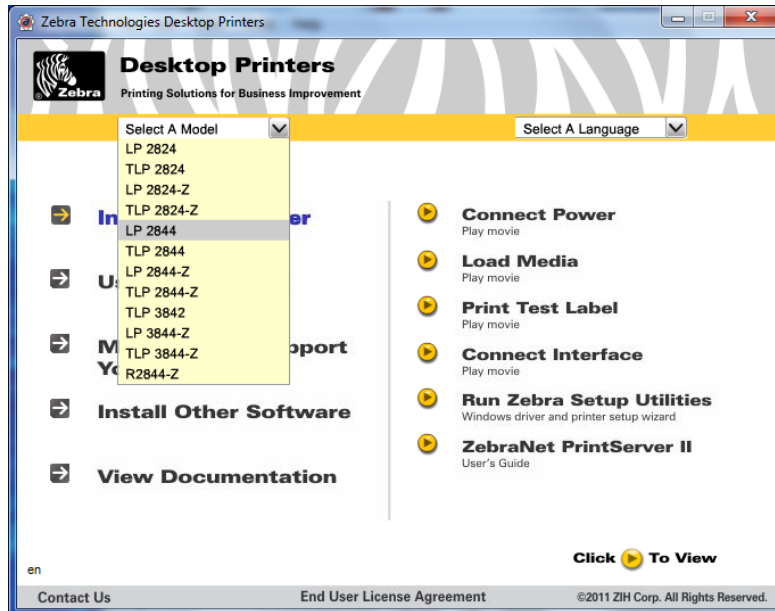 Zebra Technologies Desktop Printers
Zebra
Desktop Printers
Printing Solutions for Business Improvement
Select A Model
Select A Language
LP 2824
TLP 2824
LP 2824-Z
TLP 2824-Z
LP 2844
TLP 2844
LP 2844-Z
TLP 2844-Z
TLP 3842
LP 3844-Z
TLP 3844-Z
R2844-Z
Install Other Software
View Documentation
Connect Power
Play movie
Load Media
Play movie
Print Test Label
Play movie
Connect Interface
Play movie
Run Zebra Setup Utilities
Windows driver and printer setup wizard
ZebraNet PrintServer II
User's Guide
Click To View
en
Contact Us
End User License Agreement
©2011 ZIH Corp. All Rights Reserved.